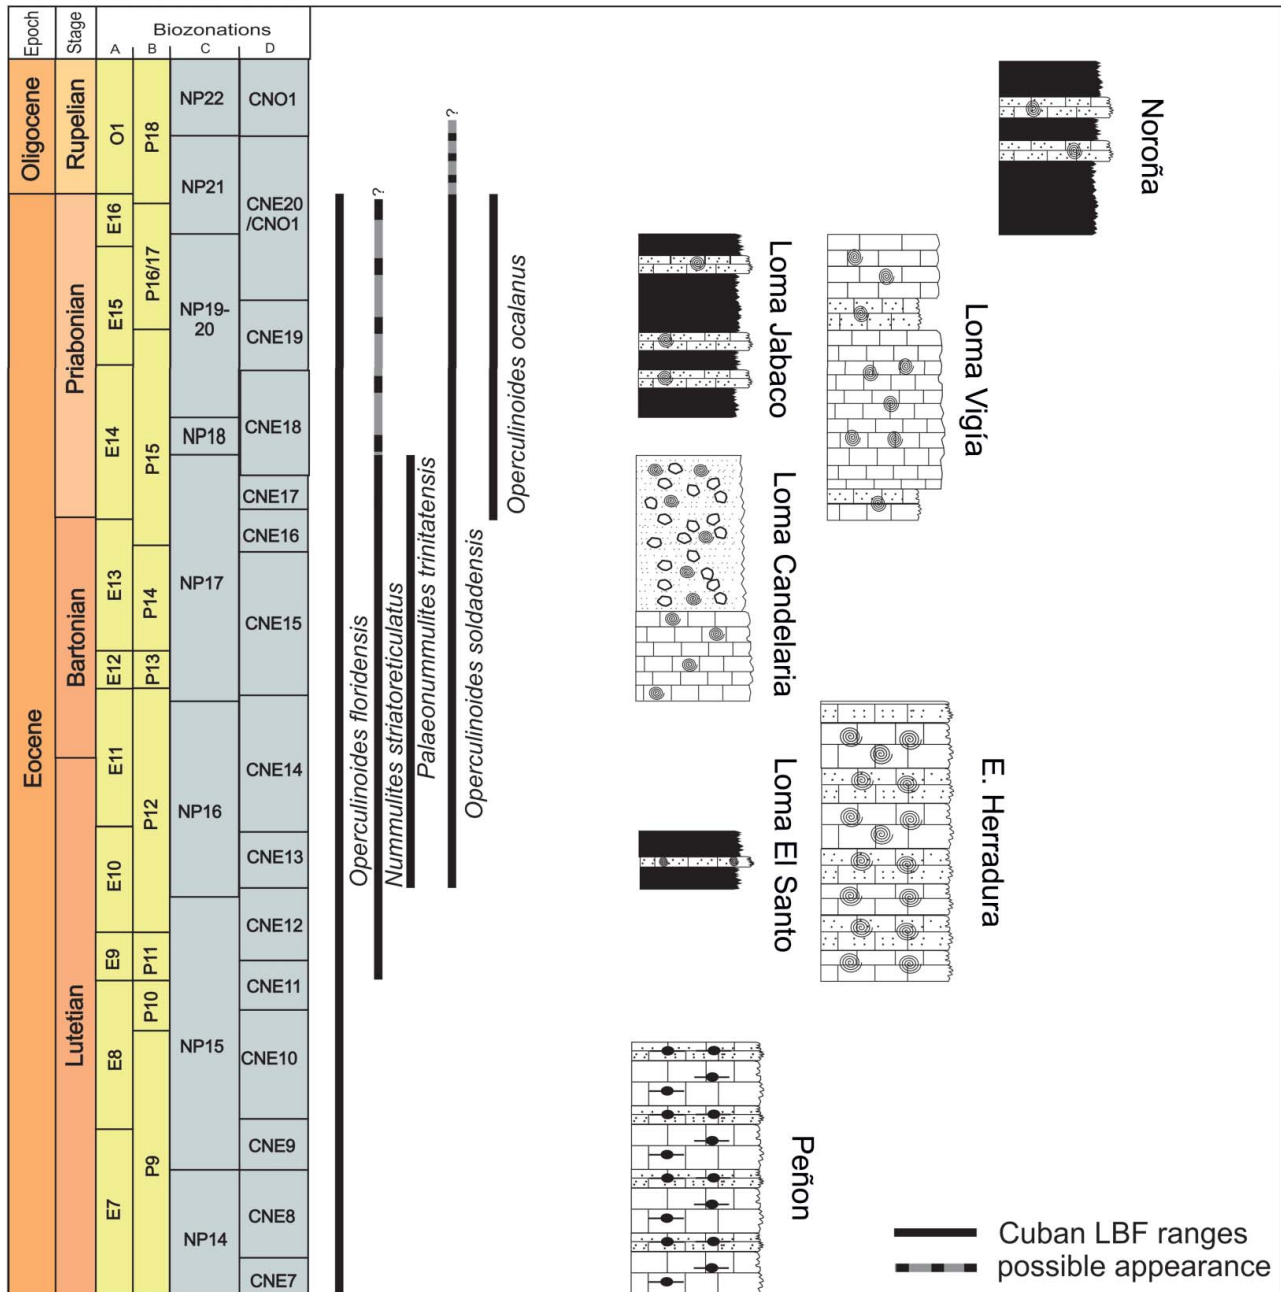 Epoch
Stage
Biozonations
A
B
C
D
Oligocene
Eocene
Rupelian
Priabonian
Bartonian
Lutetian
O1
E16
E15
E14
E13
E12
E11
E10
E9
E8
E7
P18
P16/17
P15
P14
P13
P12
P11
P10
P9
NP22
NP21
NP19-
20
NP18
NP17
NP16
NP15
NP14
CNO1
CNE20
/CNO1
CNE19
CNE18
CNE17
CNE16
CNE15
CNE14
CNE13
CNE12
CNE11
CNE10
CNE9
CNE8
CNE7
?
?
Operculinoides floridensis
Nummulites striatoreticulatus
Palaeonummulites trinitatensis
Operculinoides soldadensis
Operculinoides ocalanus
Loma Jabaco
Loma Candelaria
Loma El Santo
Peñon
Loma Vigía
E. Herradura
Noroña
Cuban LBF ranges
possible appearance